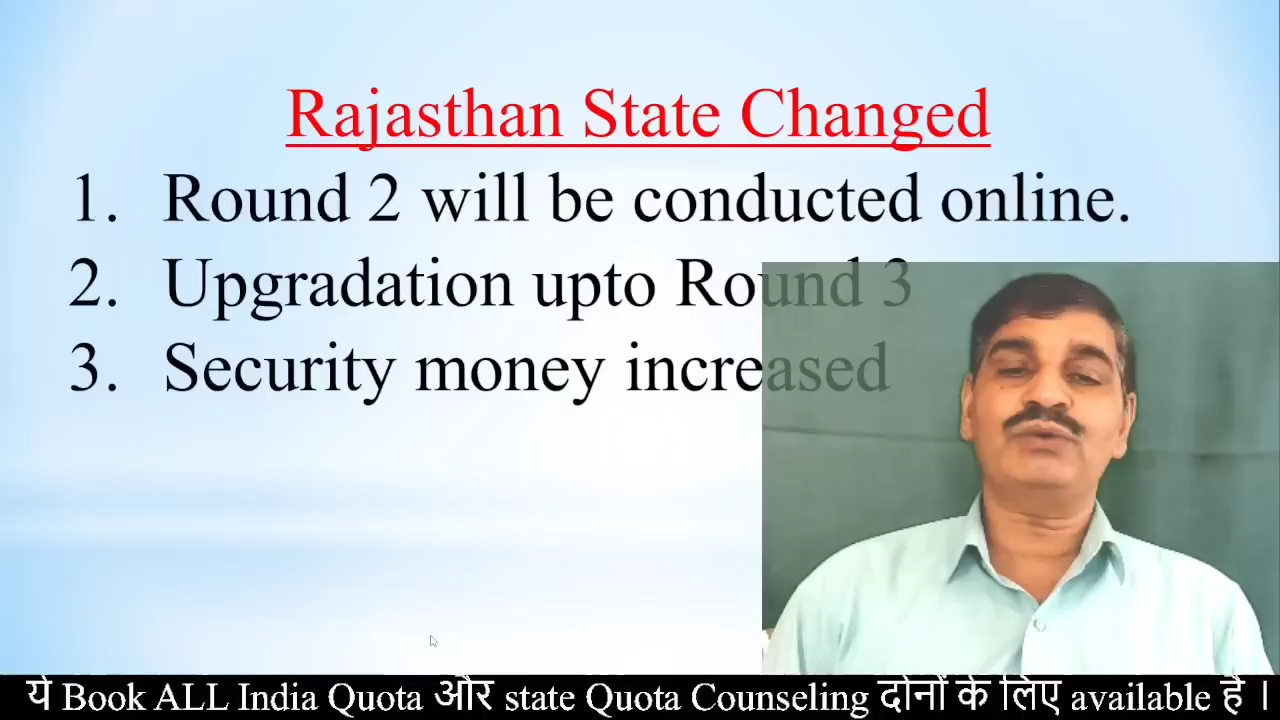 Rajasthan State Changed
1. Round 2 will be conducted online.
2. Upgradation upto Round 3
3. Security money increased
ये Book ALL India Quota और state Quota Counseling दोनों के लिए available है ।